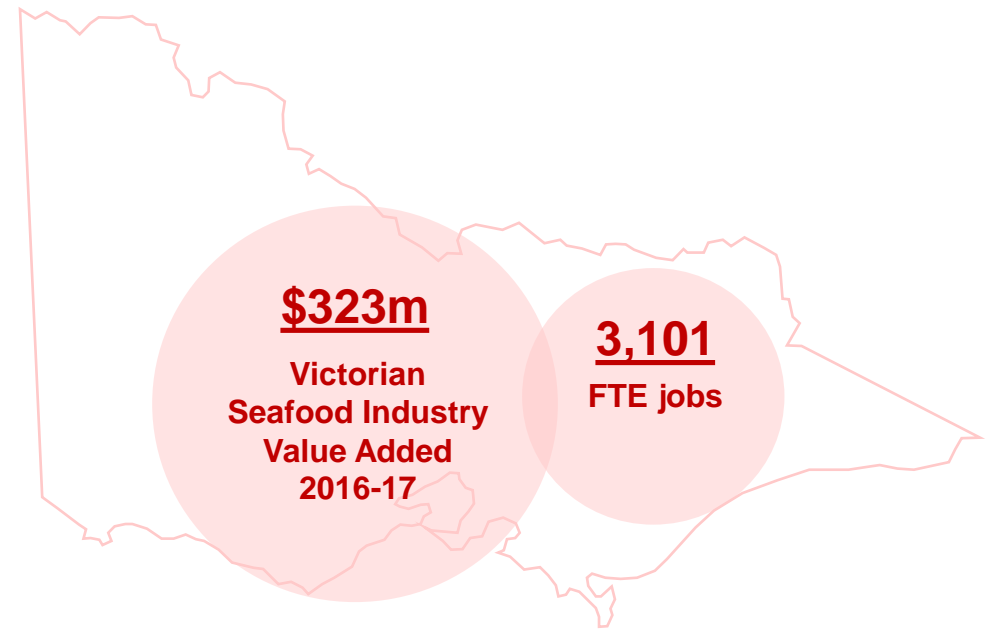 $323m
Victorian
Seafood Industry
Value Added
2016-17
3,101
FTE jobs